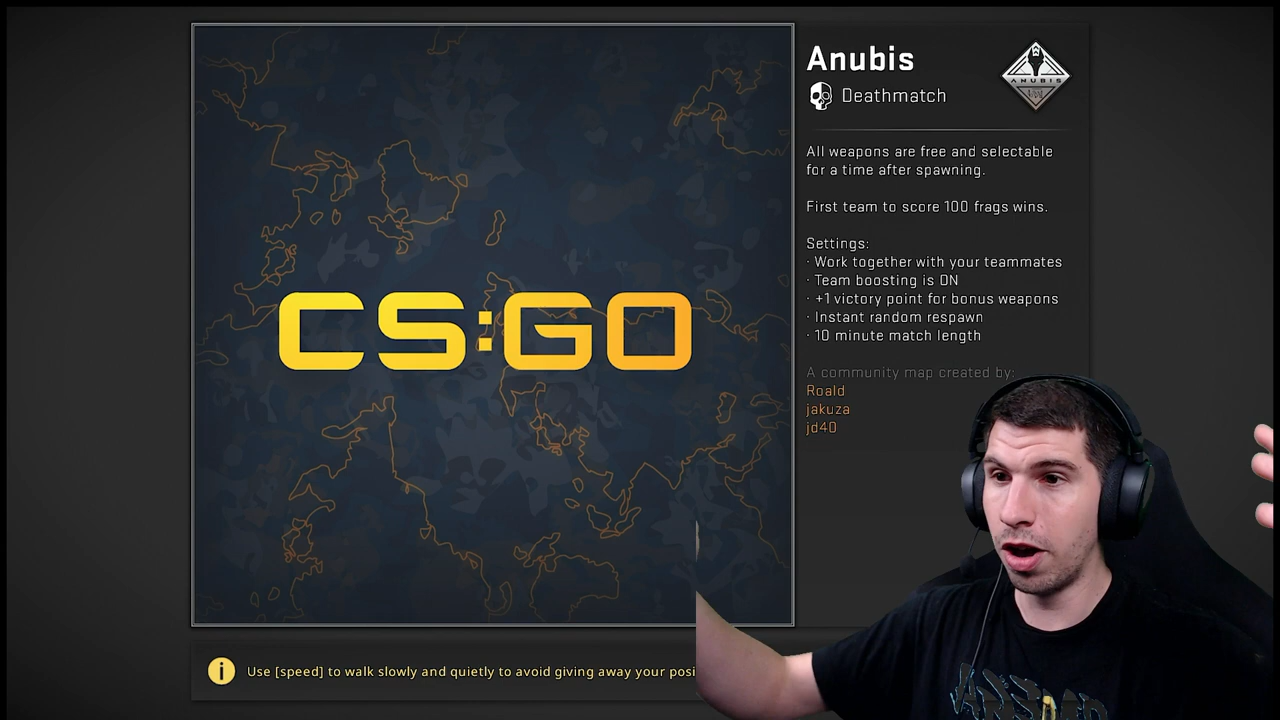 Anubis
ANUBIS
Deathmatch
All weapons are free and selectable
for a time after spawning.
First team to score 100 frags wins.
Settings:
· Work together with your teammates
· Team boosting is ON
· +1 victory point for bonus weapons
· Instant random respawn
· 10 minute match length
A community map created by:
Roald
jakuza
jd40
CS:GO
i
Use [speed] to walk slowly and quietly to avoid giving away your posi